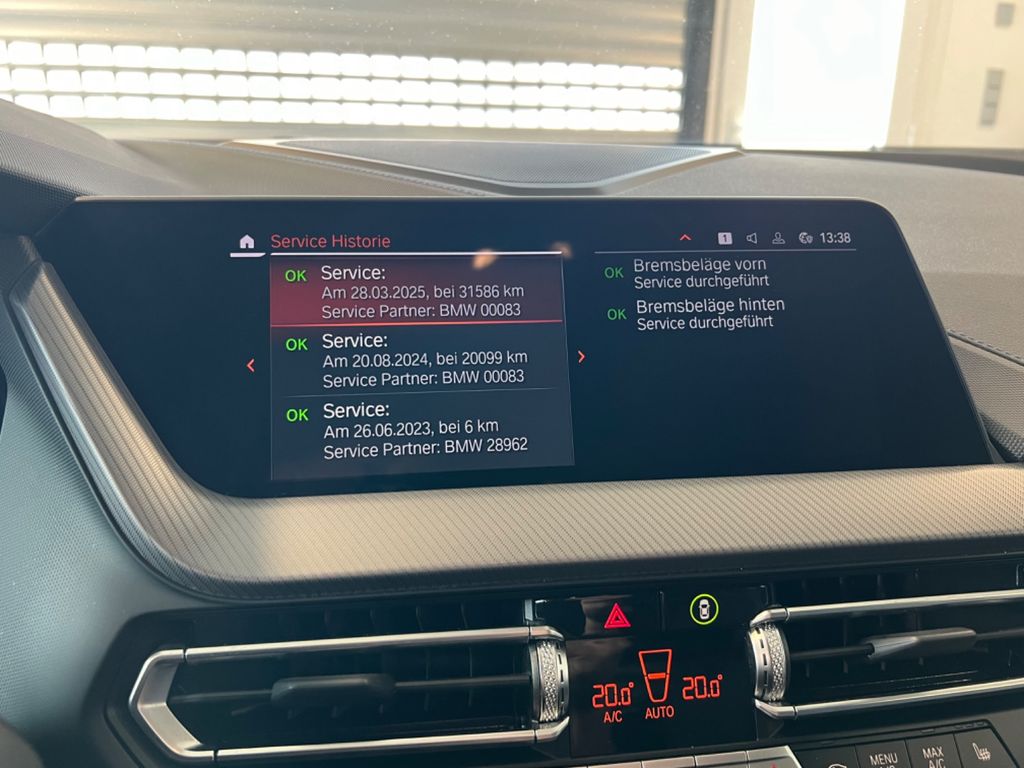 Service Historie
1
13:38
OK Service:
Am 28.03.2025, bei 31586 km
Service Partner: BMW 00083
OK Service:
Am 20.08.2024, bei 20099 km
Service Partner: BMW 00083
OK Service:
Am 26.06.2023, bei 6 km
Service Partner: BMW 28962
OK Bremsbeläge vorn
Service durchgeführt
OK Bremsbeläge hinten
Service durchgeführt
20.0° 20.0°
A/C AUTO
MENU
MAX
A/C